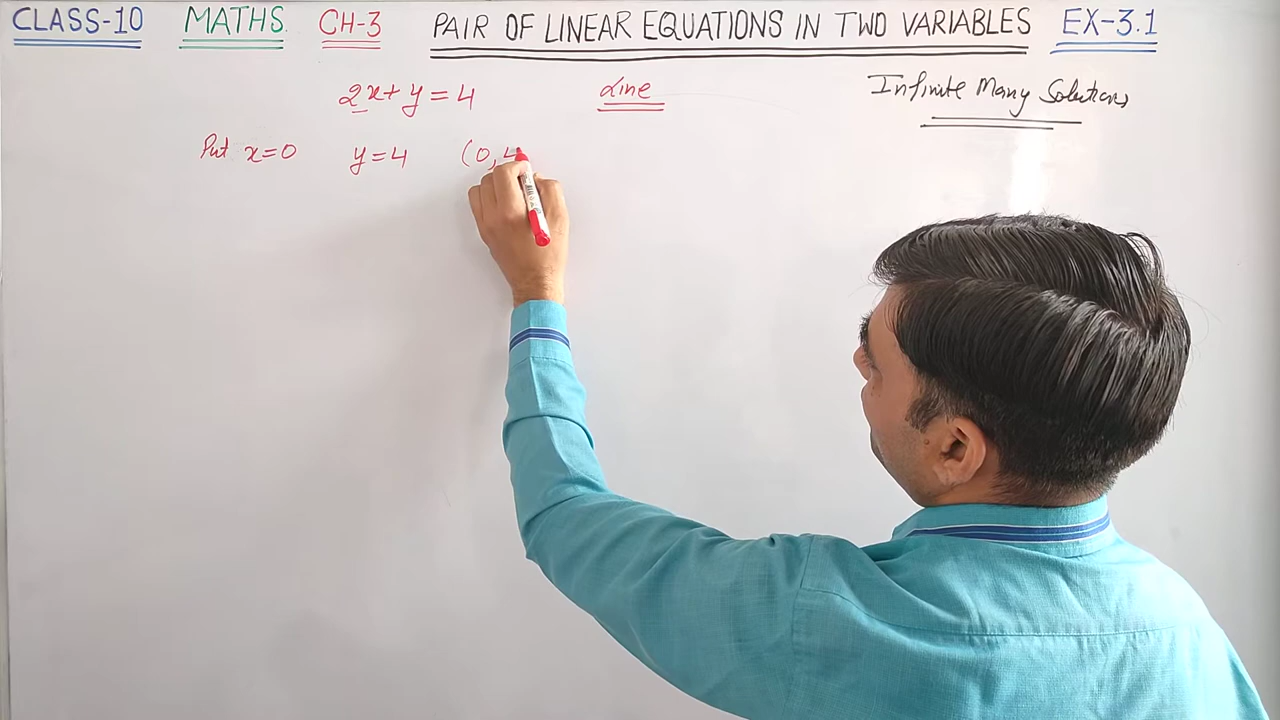 CLASS-10 MATHS CH-3 PAIR OF LINEAR EQUATIONS IN TWO VARIABLES EX-3.1
2x+y=4 Line Infinite Many Solutions
Put x=0 y=4 (0,4